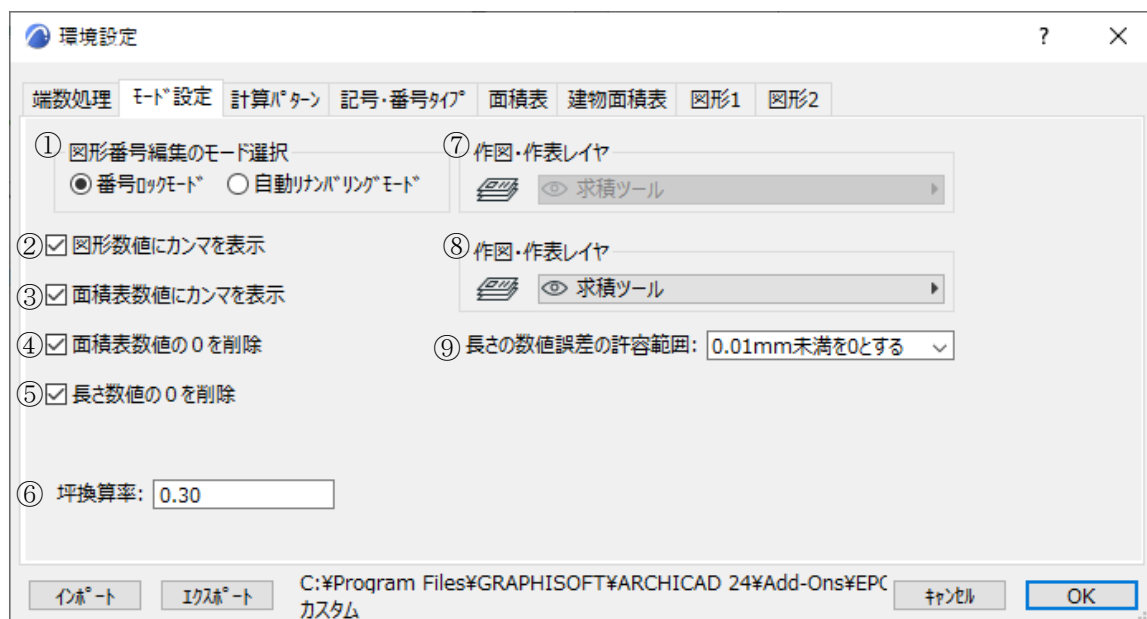 環境設定
?
端数処理 ﾓｰﾄﾞ設定 計算ﾊﾟﾀｰﾝ 記号・番号ﾀｲﾌﾟ 面積表 建物面積表 図形1 図形2
① 図形番号編集のモード選択
番号ﾛｯｸﾓｰﾄﾞ 自動ﾘﾅﾝﾊﾞﾘﾝｸﾞﾓｰﾄﾞ
⑦ 作図・作表レイヤ
求積ツール
② 図形数値にカンマを表示
⑧ 作図・作表レイヤ
求積ツール
③ 面積表数値にカンマを表示
④ 面積表数値の０を削除
⑨ 長さの数値誤差の許容範囲: 0.01mm未満を0とする
⑤ 長さ数値の０を削除
⑥ 坪換算率: 0.30
ｲﾝﾎﾟｰﾄ ｴｸｽﾎﾟｰﾄ
C:¥Program Files¥GRAPHISOFT¥ARCHICAD 24¥Add-Ons¥EPC
カスタム
ｷｬﾝｾﾙ OK